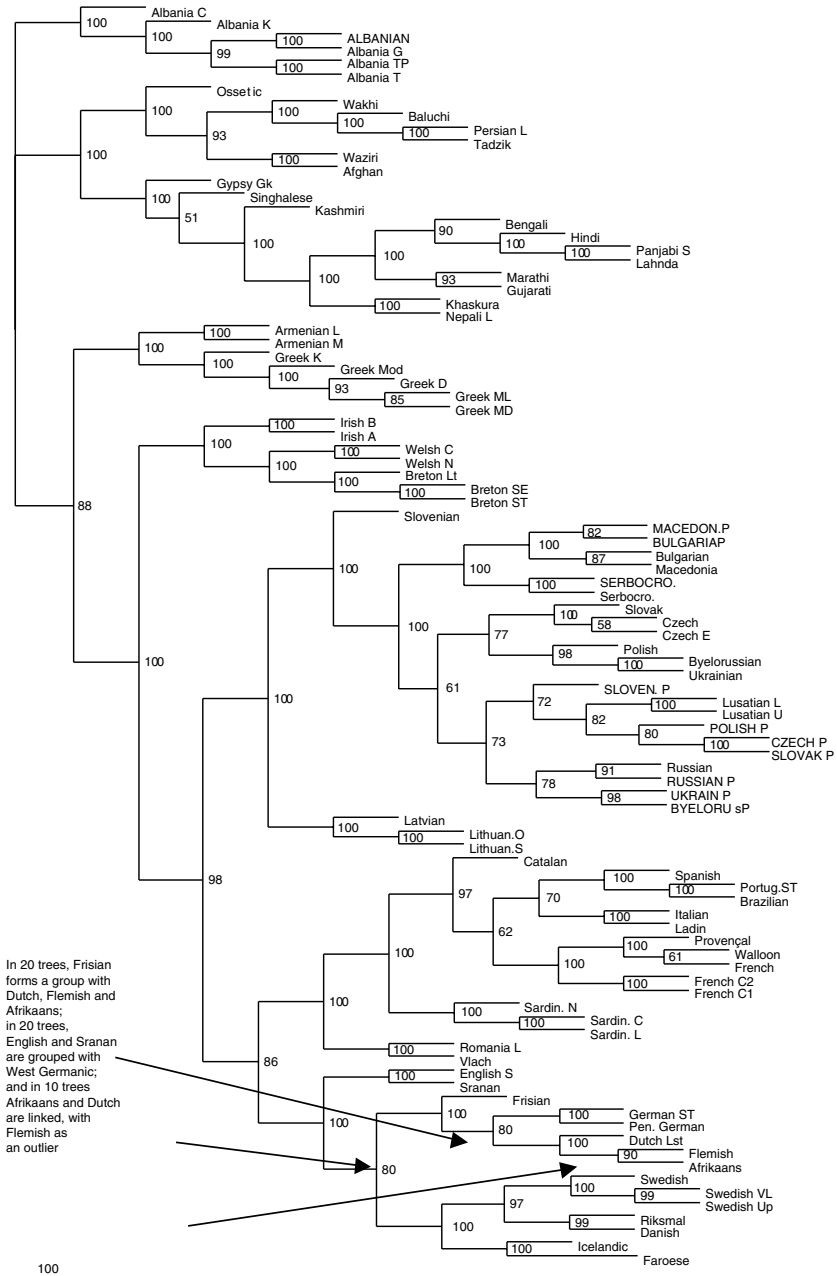 Albania C
100
Albania K
100
ALBANIAN
100
Albania G
99
Albania TP
100
Albania T
Ossetic
100
Wakhi
100
Baluchi
100
Persian L
100
Tadzik
93
Waziri
100
Afghan
100
Gypsy Gk
100
Singhalese
51
Kashmiri
100
Bengali
90
Hindi
100
Panjabi S
100
Lahnda
100
Marathi
93
Gujarati
100
Khaskura
100
Nepali L
Armenian L
100
Armenian M
100
Greek K
100
Greek Mod
100
Greek D
93
Greek ML
85
Greek MD
Irish B
100
Irish A
100
Welsh C
100
Welsh N
100
Breton Lt
100
Breton SE
100
Breton ST
88
Slovenian
100
MACEDON.P
82
BULGARIAP
100
Bulgarian
87
Macedonia
100
SERBOCRO.
100
Serbocro.
100
Slovak
100
Czech
58
Czech E
77
Polish
98
Byelorussian
100
Ukrainian
100
61
SLOVEN. P
72
Lusatian L
100
Lusatian U
82
POLISH P
80
CZECH P
100
SLOVAK P
73
Russian
91
RUSSIAN P
78
UKRAIN P
98
BYELORU sP
100
Latvian
100
Lithuan.O
100
Lithuan.S
98
Catalan
97
Spanish
100
Portug.ST
100
Brazilian
70
Italian
100
Ladin
62
Provençal
100
Walloon
61
French
100
French C2
100
French C1
100
Sardin. N
100
Sardin. C
100
Sardin. L
100
Romania L
100
Vlach
86
English S
100
Sranan
100
Frisian
100
German ST
100
Pen. German
80
Dutch Lst
100
Flemish
90
Afrikaans
80
Swedish
100
Swedish VL
99
Swedish Up
97
Riksmal
99
Danish
100
Icelandic
100
Faroese
In 20 trees, Frisian
forms a group with
Dutch, Flemish and
Afrikaans;
in 20 trees,
English and Sranan
are grouped with
West Germanic;
and in 10 trees
Afrikaans and Dutch
are linked, with
Flemish as
an outlier
100